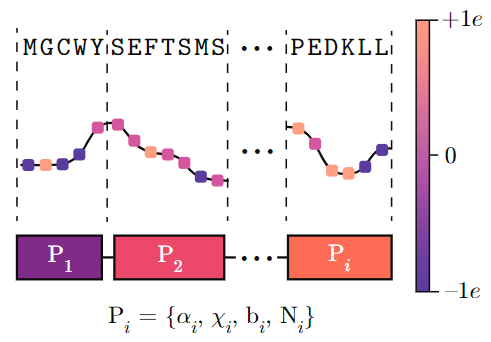 MGCWY SEFTSMS ··· PEDKLL
+1e
···
0
P₁ P₂ ··· Pᵢ
−1e
Pᵢ = {αᵢ, χᵢ, bᵢ, Nᵢ}